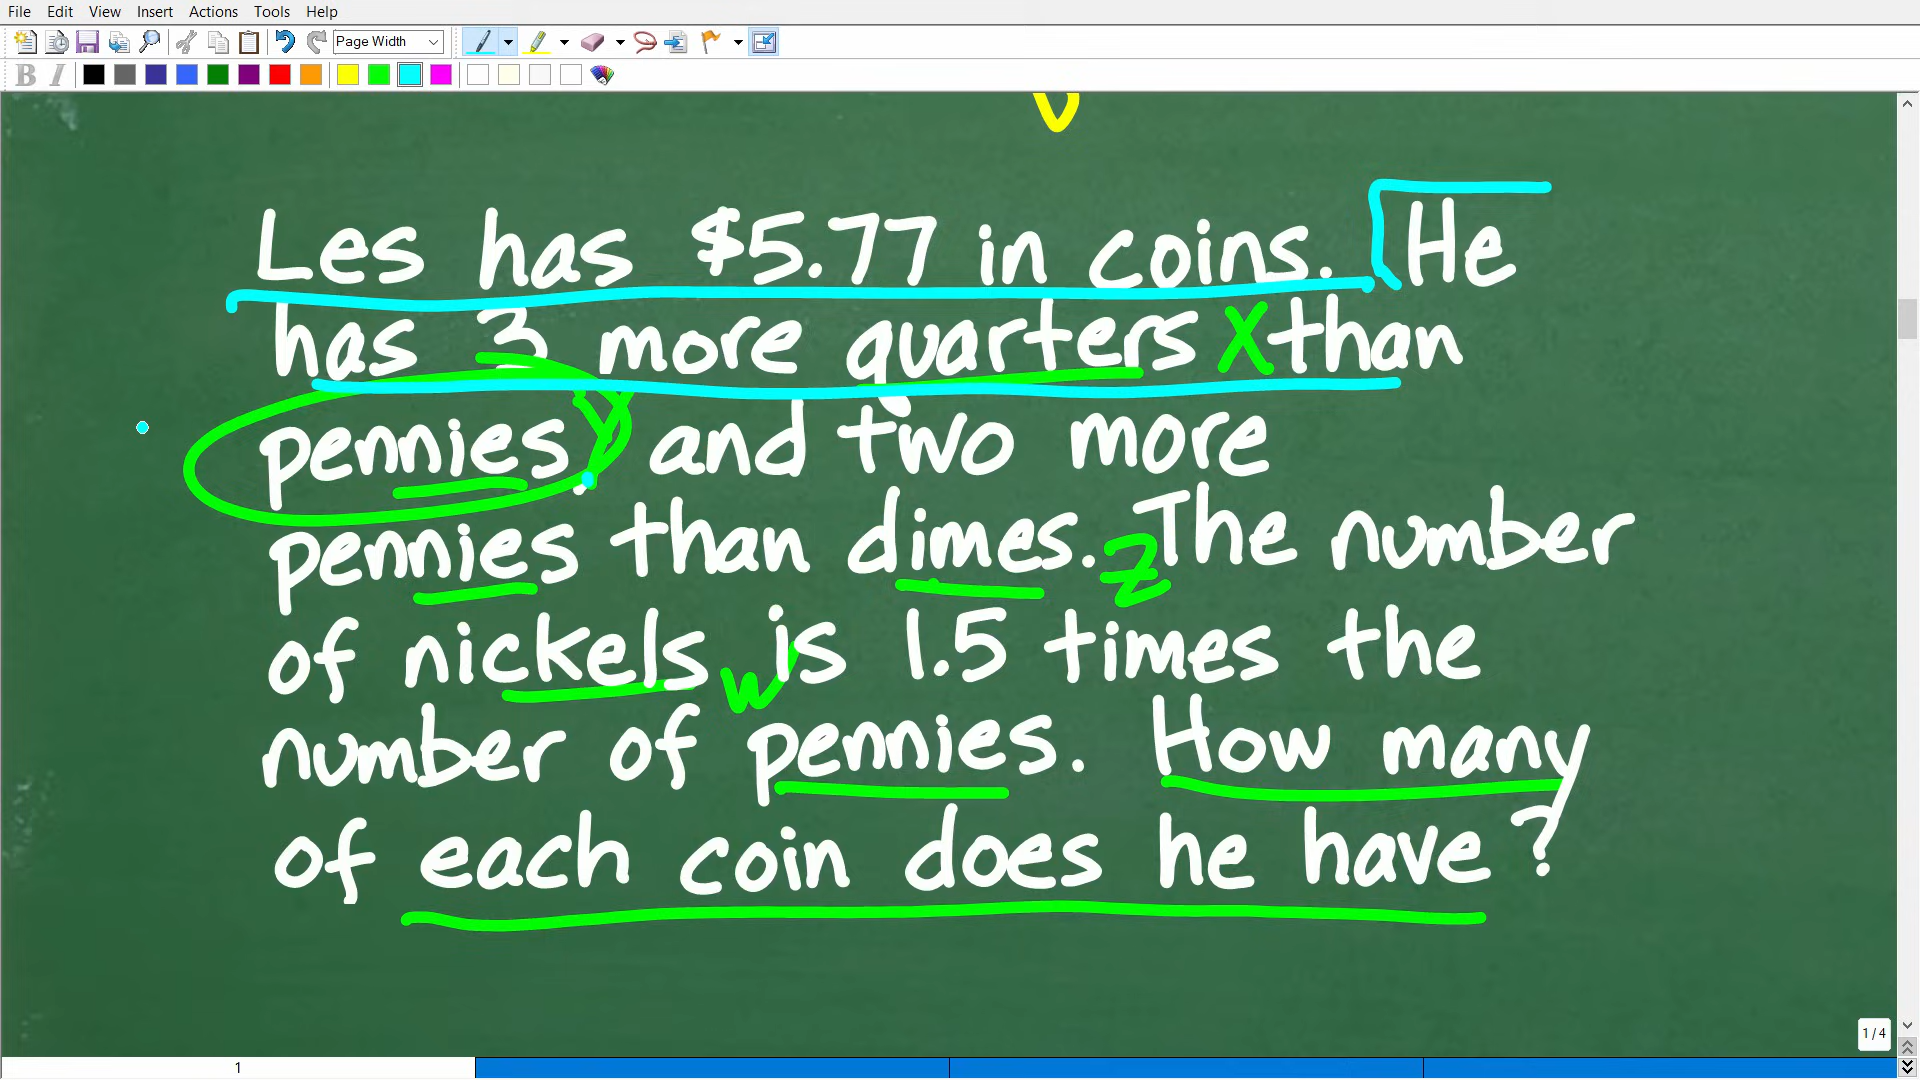 File Edit View Insert Actions Tools Help
Page Width
B I
Les has $5.77 in coins. He
has 3 more quarters X than
pennies, y and two more
pennies than dimes. Z The number
of nickels w is 1.5 times the
number of pennies. How many
of each coin does he have?
1 / 4
1